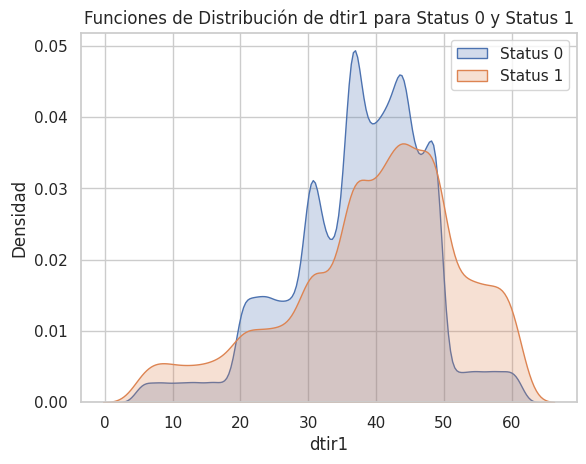 Funciones de Distribución de dtir1 para Status 0 y Status 1
Status 0
Status 1
Densidad
0.05
0.04
0.03
0.02
0.01
0.00
0 10 20 30 40 50 60
dtir1